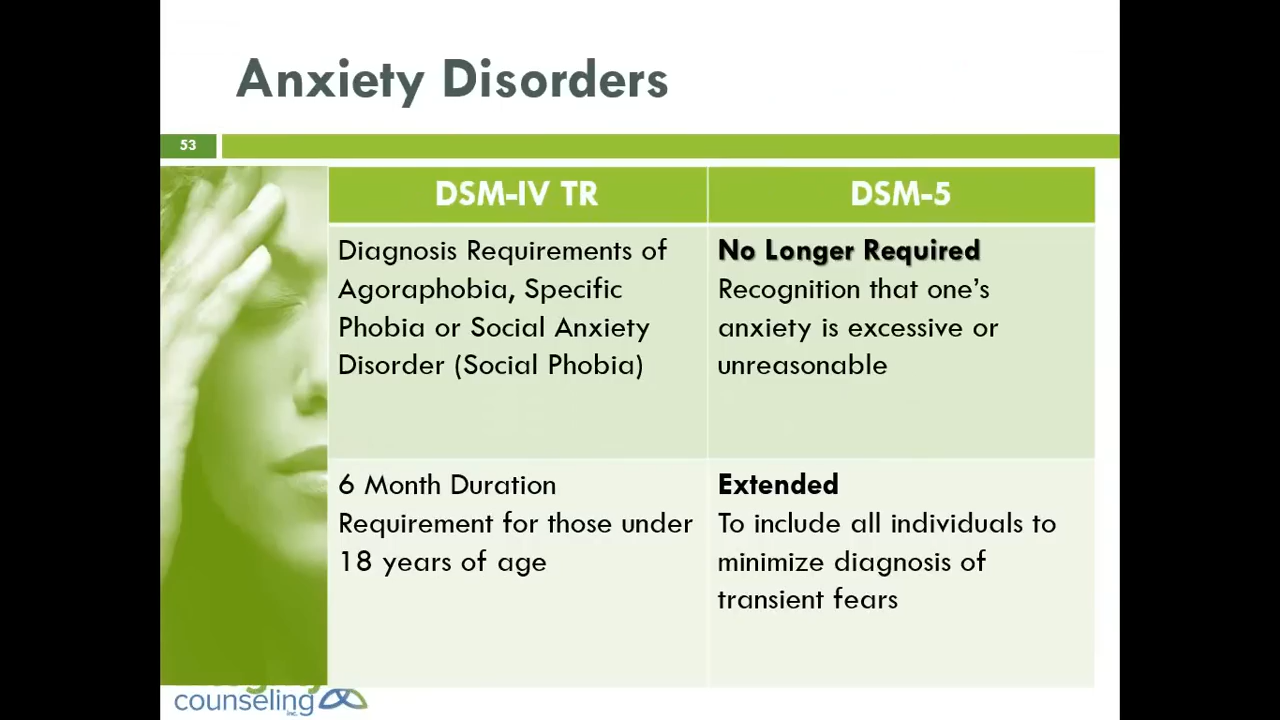 Anxiety Disorders
53
DSM-IV TR
DSM-5
Diagnosis Requirements of
Agoraphobia, Specific
Phobia or Social Anxiety
Disorder (Social Phobia)
No Longer Required
Recognition that one's
anxiety is excessive or
unreasonable
6 Month Duration
Requirement for those under
18 years of age
Extended
To include all individuals to
minimize diagnosis of
transient fears
counseling
inc.